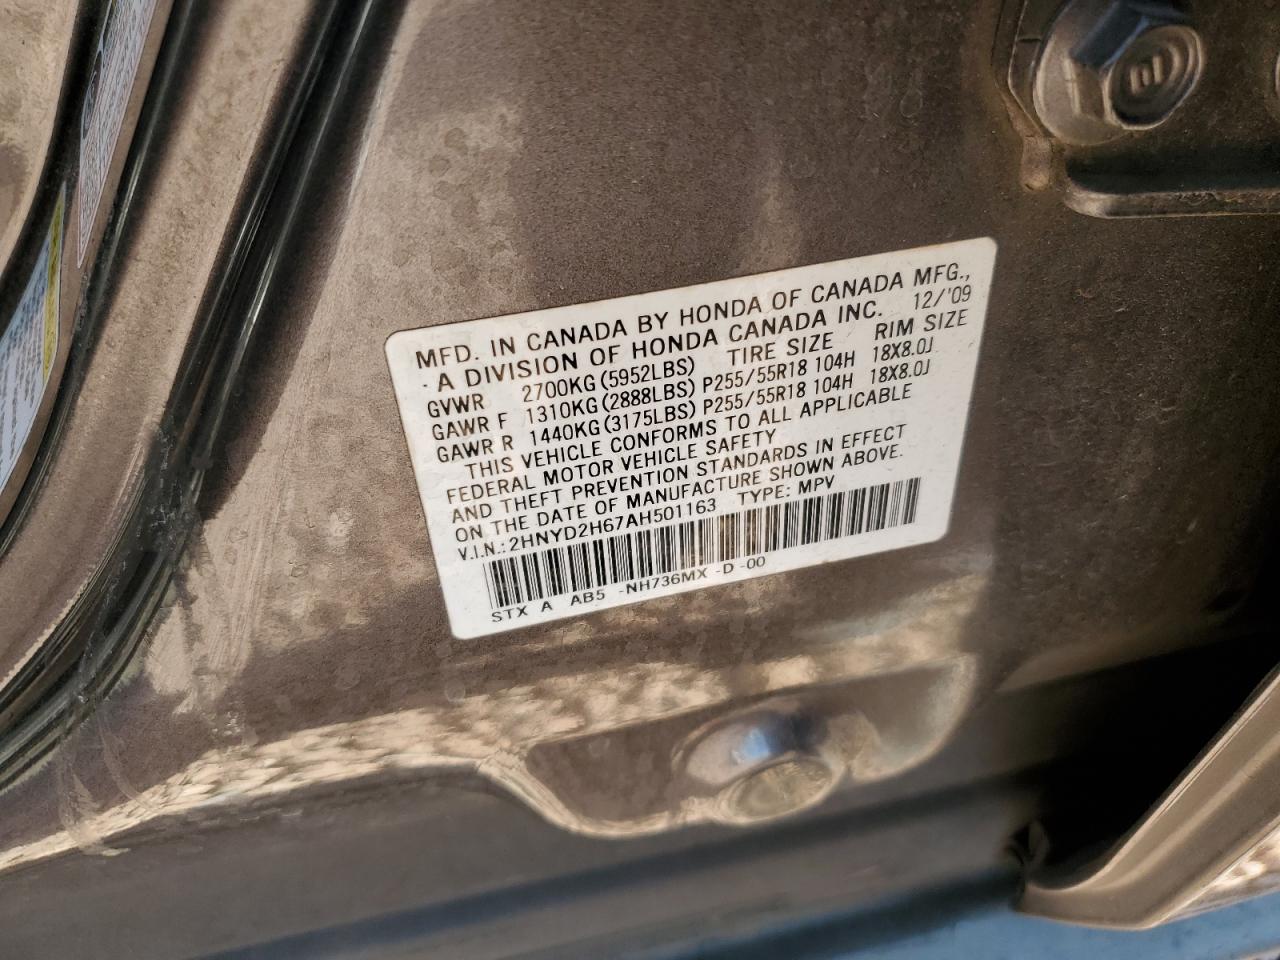 MFD. IN CANADA BY HONDA OF CANADA MFG.,
A DIVISION OF HONDA CANADA INC. 12/'09
GVWR 2700KG (5952LBS) TIRE SIZE RIM SIZE
GAWR F 1310KG (2888LBS) P255/55R18 104H 18X8.0J
GAWR R 1440KG (3175LBS) P255/55R18 104H 18X8.0J
THIS VEHICLE CONFORMS TO ALL APPLICABLE
FEDERAL MOTOR VEHICLE SAFETY
AND THEFT PREVENTION STANDARDS IN EFFECT
ON THE DATE OF MANUFACTURE SHOWN ABOVE.
V.I.N.: 2HNYD2H67AH501163 TYPE: MPV
STX A AB5 -NH736MX -D -00